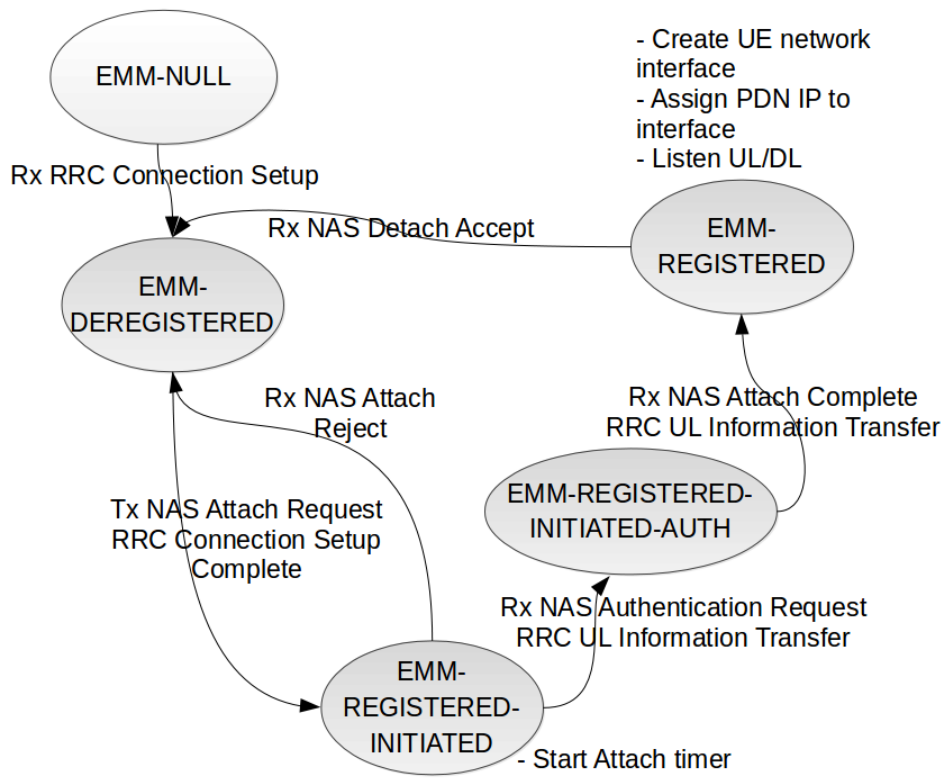 - Create UE network
interface
- Assign PDN IP to
interface
- Listen UL/DL
EMM-NULL
Rx RRC Connection Setup
Rx NAS Detach Accept
EMM-
REGISTERED
EMM-
DEREGISTERED
Rx NAS Attach
Reject
Rx NAS Attach Complete
RRC UL Information Transfer
Tx NAS Attach Request
RRC Connection Setup
Complete
EMM-REGISTERED-
INITIATED-AUTH
Rx NAS Authentication Request
RRC UL Information Transfer
EMM-
REGISTERED-
INITIATED
- Start Attach timer